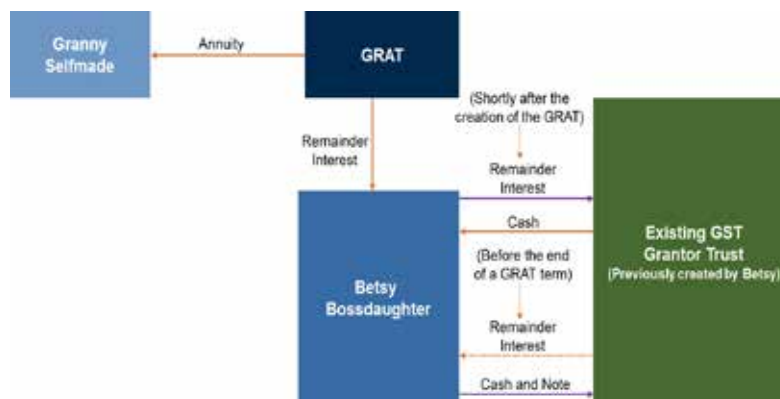 Granny
Selfmade
Annuity
GRAT
Remainder
Interest
(Shortly after the
creation of the GRAT)
Remainder
Interest
Cash
(Before the end
of a GRAT term)
Remainder
Interest
Cash and Note
Betsy
Bossdaughter
Existing GST
Grantor Trust
(Previously created by Betsy)